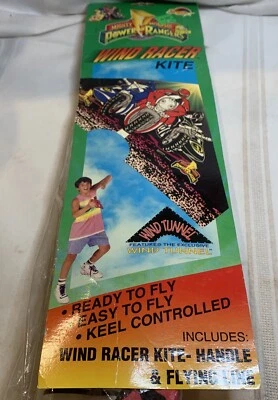 MIGHTY MORPHIN
POWER RANGERS
WIND RACER
KITE
WIND TUNNEL
FEATURES THE EXCLUSIVE
WIND TUNNEL
• READY TO FLY
EASY TO FLY
• KEEL CONTROLLED
INCLUDES:
WIND RACER KITE- HANDLE
& FLYING LINE